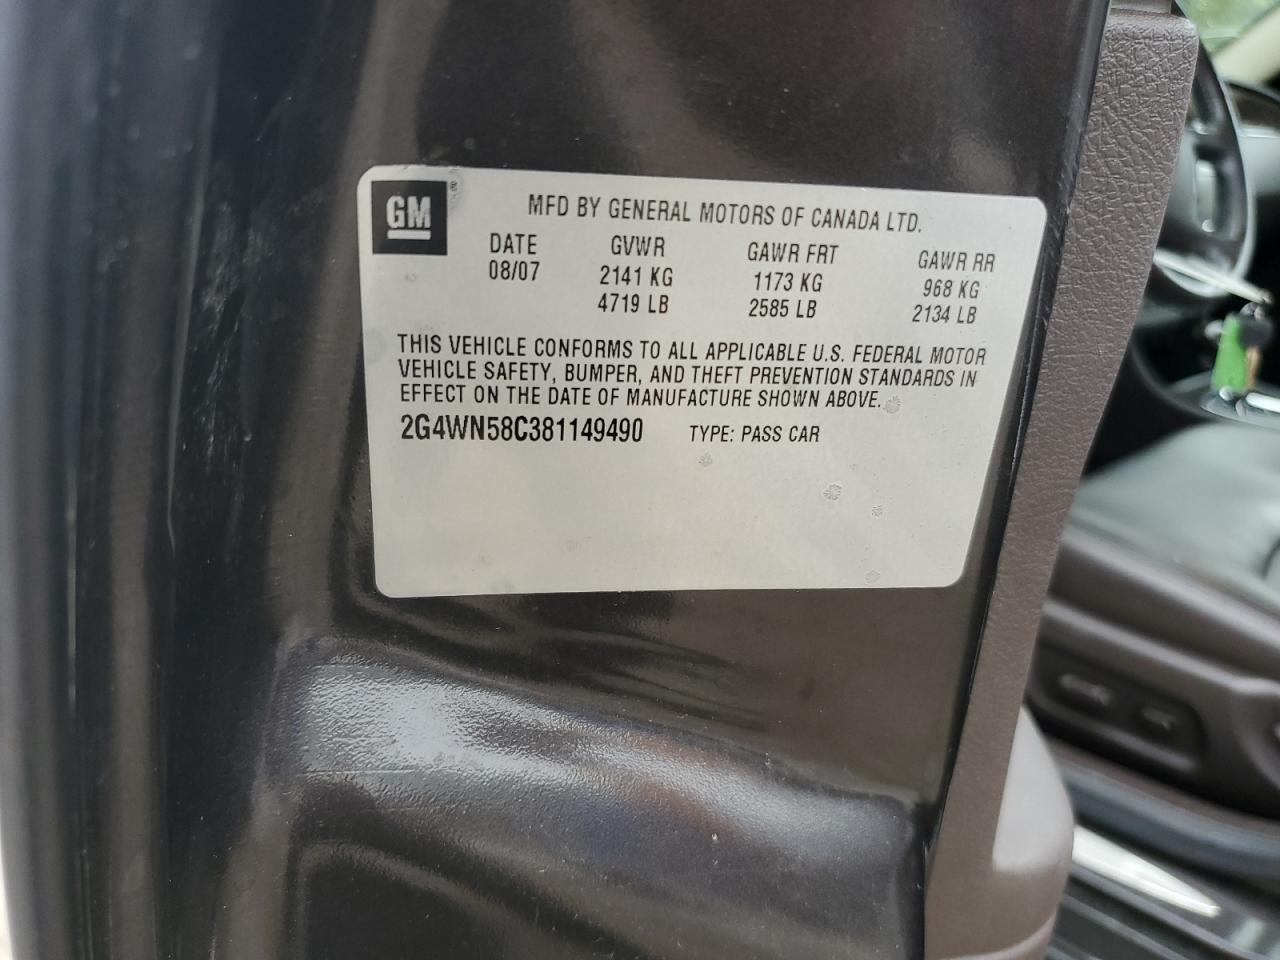 GM ®
MFD BY GENERAL MOTORS OF CANADA LTD.
DATE GVWR GAWR FRT GAWR RR
08/07 2141 KG 1173 KG 968 KG
4719 LB 2585 LB 2134 LB
THIS VEHICLE CONFORMS TO ALL APPLICABLE U.S. FEDERAL MOTOR
VEHICLE SAFETY, BUMPER, AND THEFT PREVENTION STANDARDS IN
EFFECT ON THE DATE OF MANUFACTURE SHOWN ABOVE.
2G4WN58C381149490 TYPE: PASS CAR